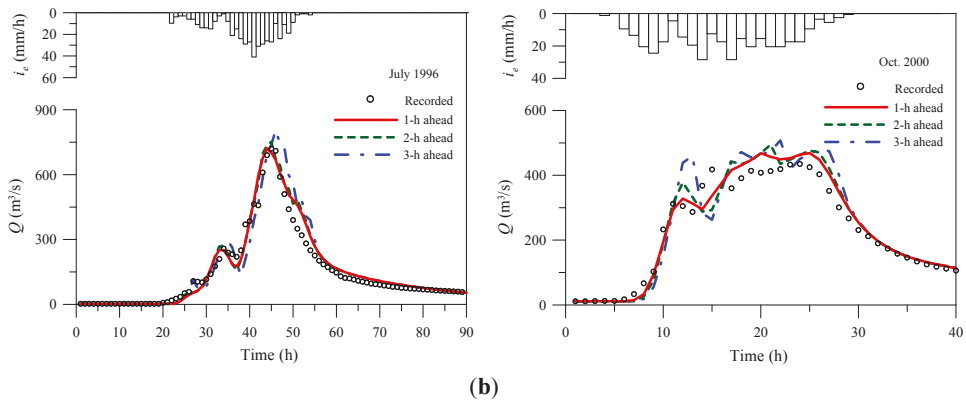 0
20
40
60
i_e (mm/h)
July 1996
Recorded
1-h ahead
2-h ahead
3-h ahead
900
600
300
0
Q (m³/s)
0 10 20 30 40 50 60 70 80 90
Time (h)
0
20
40
i_e (mm/h)
Oct. 2000
Recorded
1-h ahead
2-h ahead
3-h ahead
600
400
200
0
Q (m³/s)
0 10 20 30 40
Time (h)
(b)